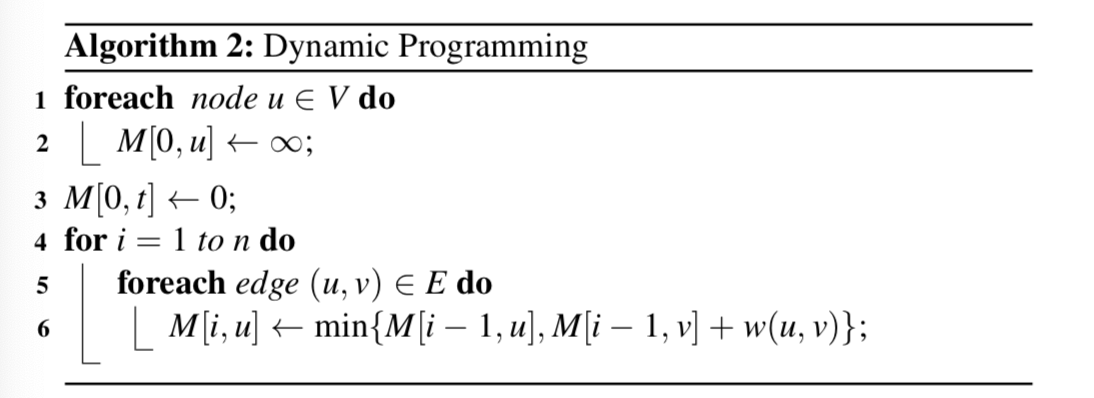 Algorithm 2: Dynamic Programming
1 foreach node u ∈ V do
2 M[0, u] ← ∞;
3 M[0, t] ← 0;
4 for i = 1 to n do
5 foreach edge (u, v) ∈ E do
6 M[i, u] ← min{M[i − 1, u], M[i − 1, v] + w(u, v)};